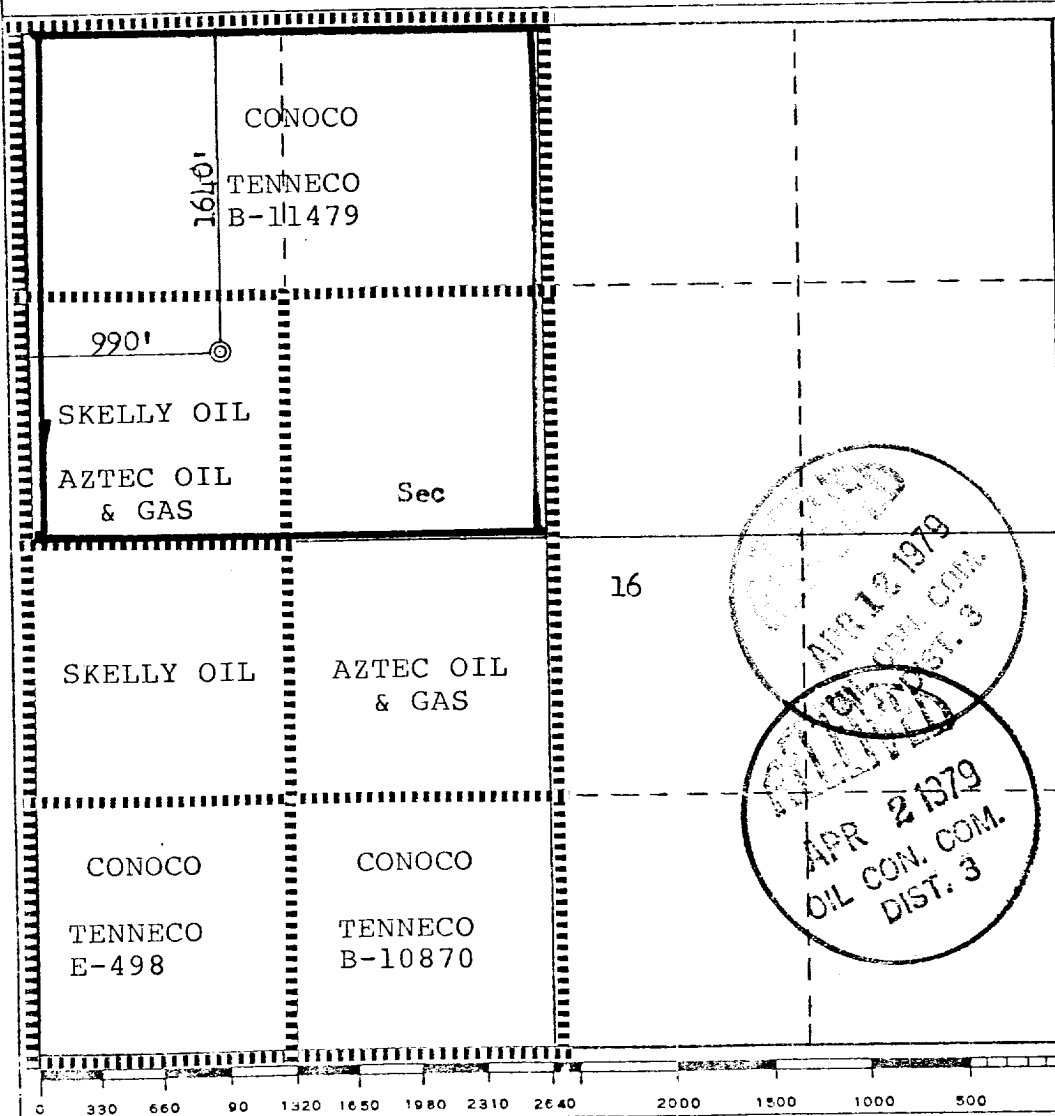 CONOCO
1640'
TENNECO
B-11479
990'
SKELLY OIL
AZTEC OIL
& GAS
Sec
16
APR 12 1979
OIL CON. COM.
DIST. 3
SKELLY OIL
AZTEC OIL
& GAS
APR 2 1979
OIL CON. COM.
DIST. 3
CONOCO
CONOCO
TENNECO
E-498
TENNECO
B-10870
0 330 660 90 1320 1650 1980 2310 2640 2000 1500 1000 500